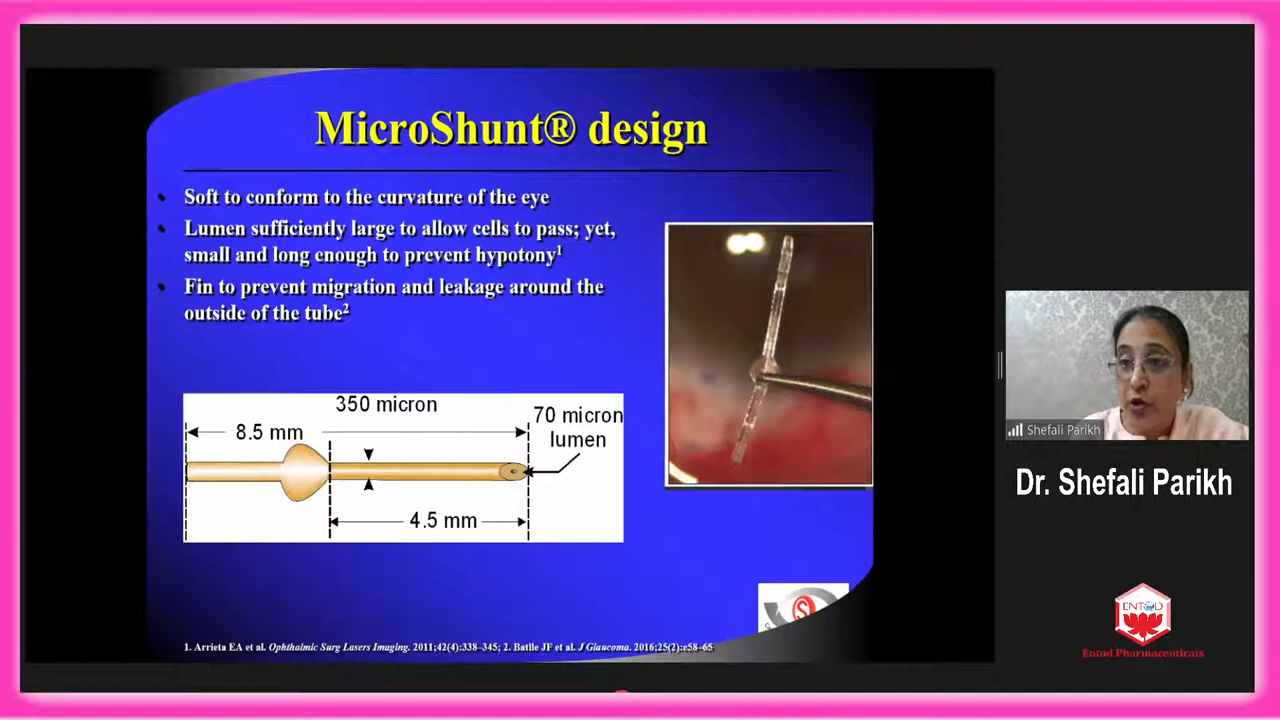 MicroShunt® design
• Soft to conform to the curvature of the eye
• Lumen sufficiently large to allow cells to pass; yet,
small and long enough to prevent hypotony1
• Fin to prevent migration and leakage around the
outside of the tube2
350 micron
8.5 mm
70 micron
lumen
4.5 mm
S
1. Arrieta EA et al. Ophthalmic Surg Lasers Imaging. 2011;42(4):338–345; 2. Batlle JF et al. J Glaucoma. 2016;25(2):e58–65
Shefali Parikh
Dr. Shefali Parikh
ENTOD
Entod Pharmaceuticals